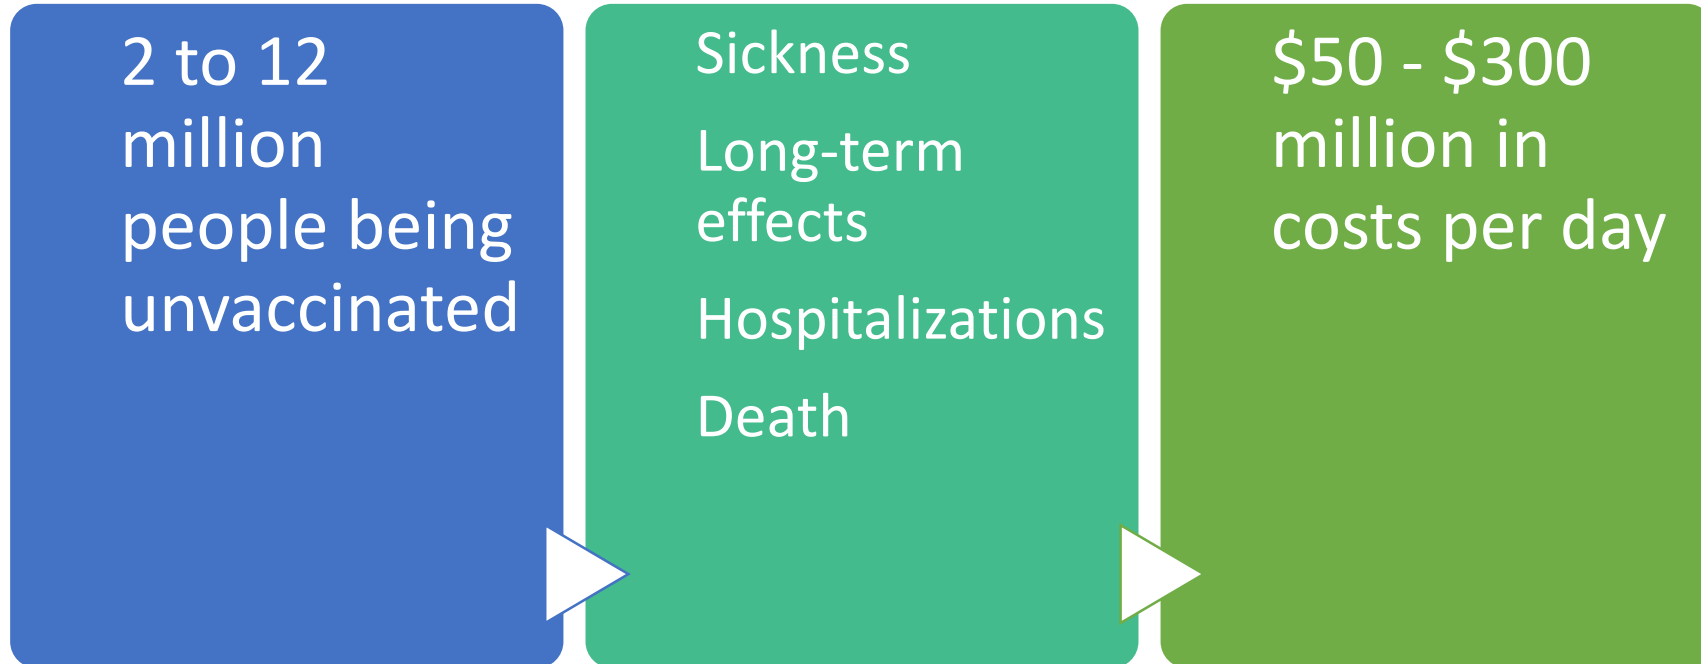 2 to 12
million
people being
unvaccinated
Sickness
Long-term
effects
Hospitalizations
Death
$50 - $300
million in
costs per day